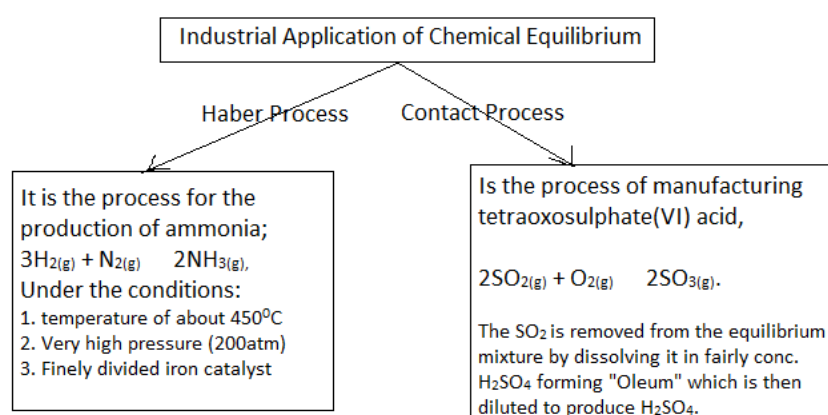 Industrial Application of Chemical Equilibrium
Haber Process
Contact Process
It is the process for the
production of ammonia;
3H₂(g) + N₂(g) 2NH₃(g),
Under the conditions:
1. temperature of about 450⁰C
2. Very high pressure (200atm)
3. Finely divided iron catalyst
Is the process of manufacturing
tetraoxosulphate(VI) acid,
2SO₂(g) + O₂(g) 2SO₃(g).
The SO₂ is removed from the equilibrium
mixture by dissolving it in fairly conc.
H₂SO₄ forming "Oleum" which is then
diluted to produce H₂SO₄.